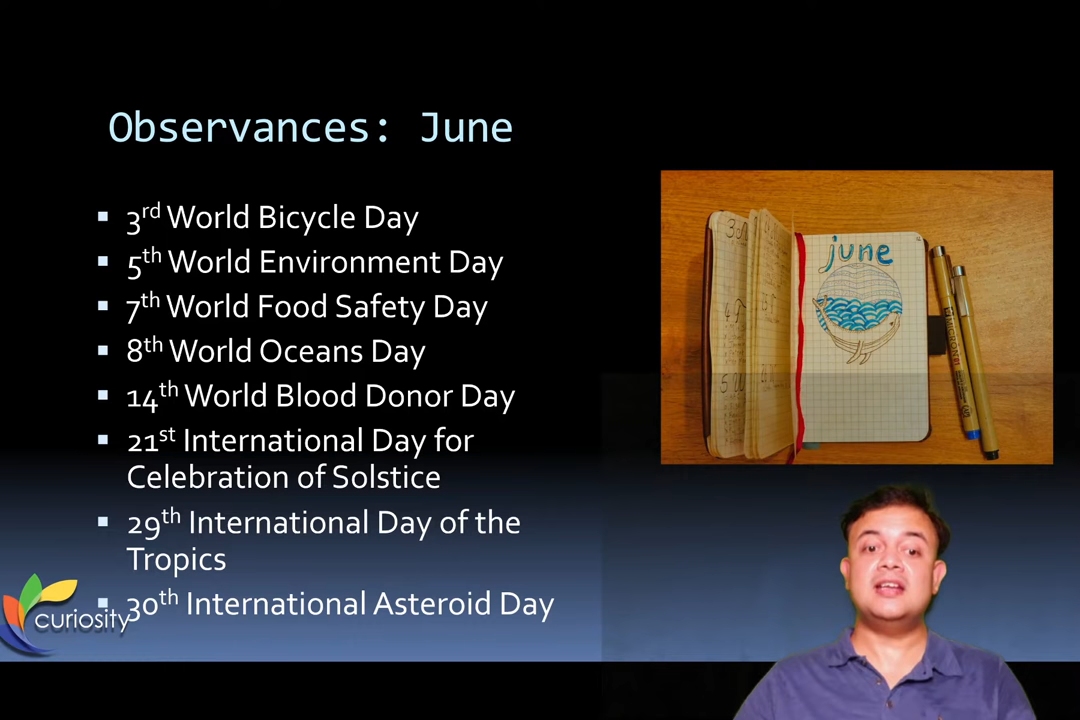 Observances: June
3rd World Bicycle Day
5th World Environment Day
7th World Food Safety Day
8th World Oceans Day
14th World Blood Donor Day
21st International Day for
Celebration of Solstice
29th International Day of the
Tropics
30th International Asteroid Day
curiosity
june